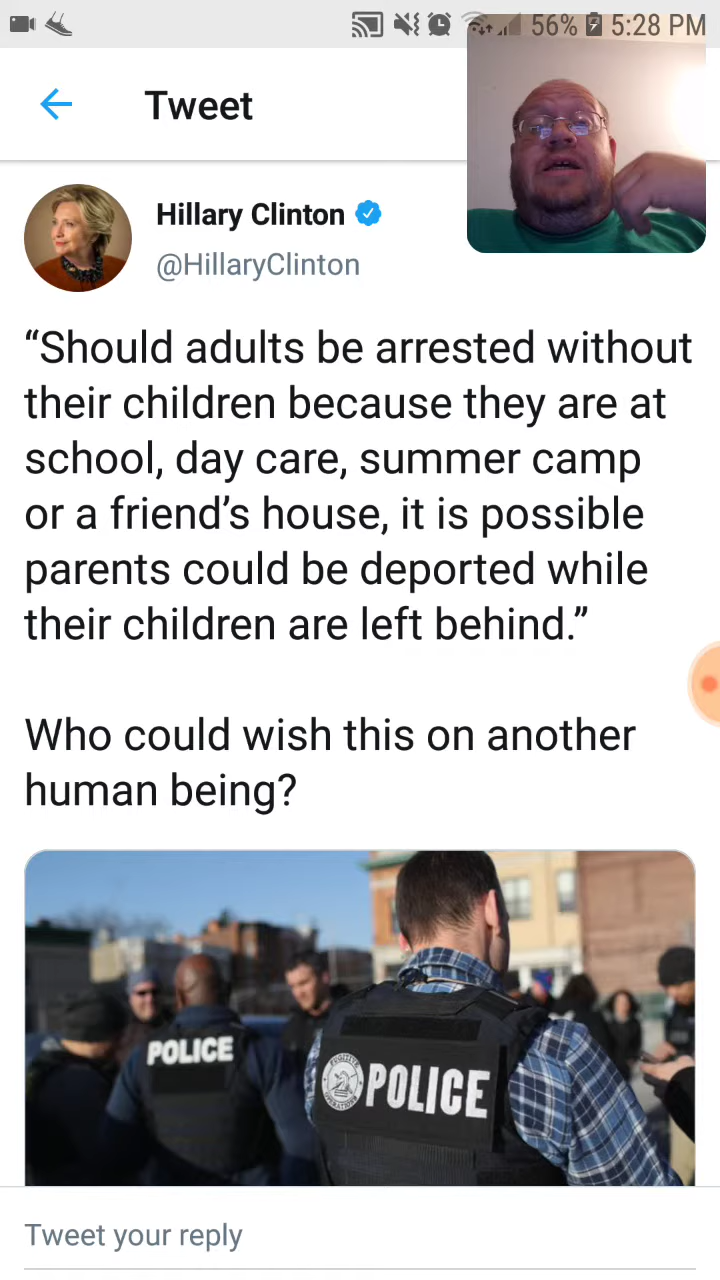 56% 5:28 PM
Tweet
Hillary Clinton
@HillaryClinton
“Should adults be arrested without
their children because they are at
school, day care, summer camp
or a friend’s house, it is possible
parents could be deported while
their children are left behind.”
Who could wish this on another
human being?
POLICE
POLICE
Tweet your reply